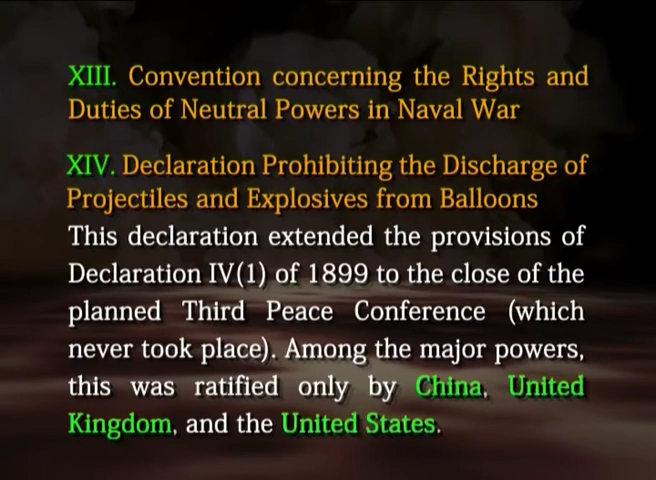 XIII. Convention concerning the Rights and
Duties of Neutral Powers in Naval War
XIV. Declaration Prohibiting the Discharge of
Projectiles and Explosives from Balloons
This declaration extended the provisions of
Declaration IV(1) of 1899 to the close of the
planned Third Peace Conference (which
never took place). Among the major powers,
this was ratified only by China, United
Kingdom, and the United States.